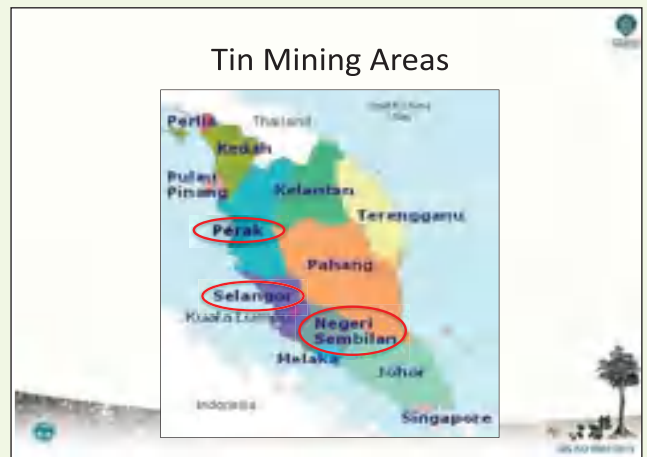 Tin Mining Areas
Perlis
Thailand
Kedah
Pulau
Pinang
Kelantan
Terengganu
Perak
Pahang
Selangor
Kuala Lumpur
Negeri
Sembilan
Melaka
Johor
Indonesia
Singapore